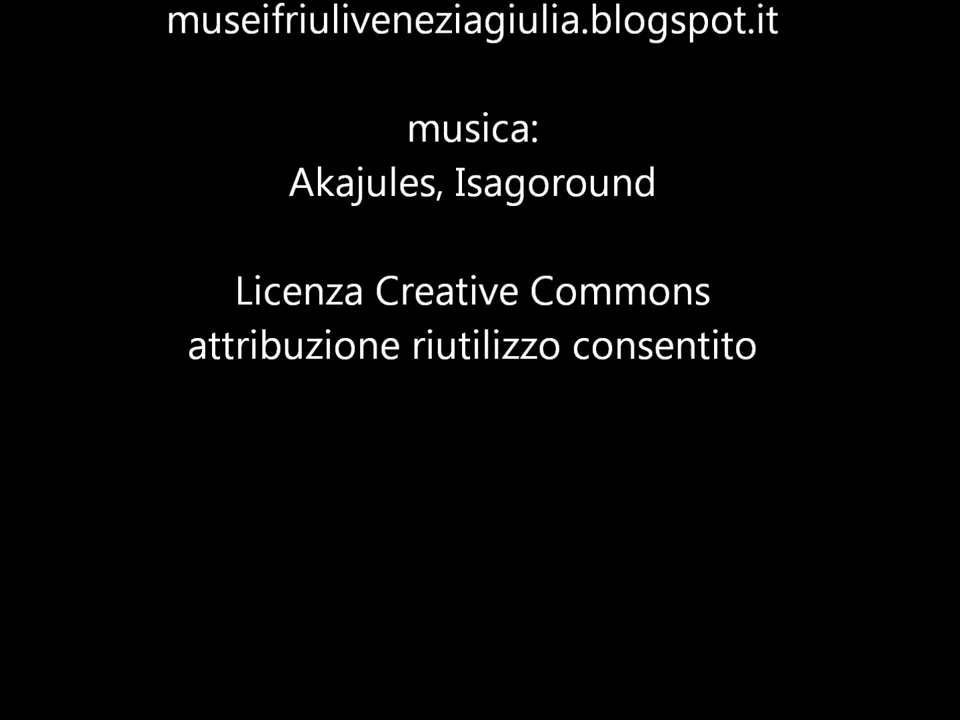 museifriuliveneziagiulia.blogspot.it
musica:
Akajules, Isagoround
Licenza Creative Commons
attribuzione riutilizzo consentito